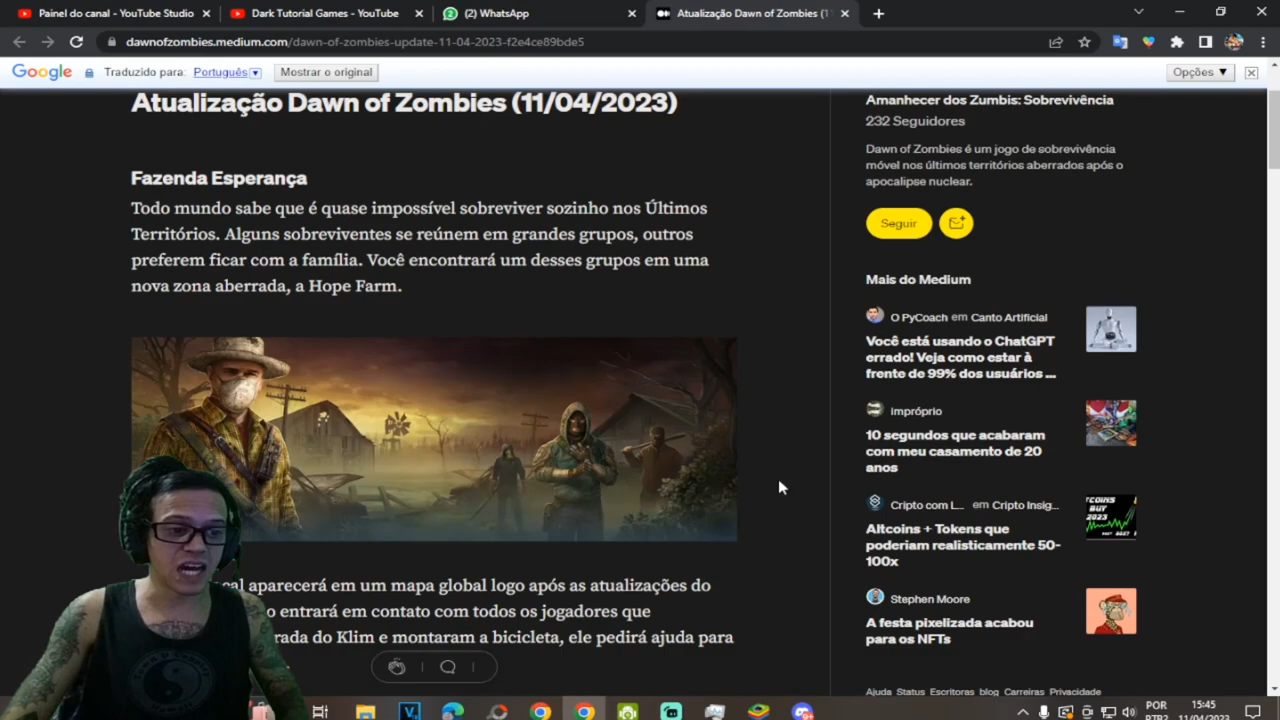 Painel do canal - YouTube Studio
Dark Tutorial Games - YouTube
(2) WhatsApp
Atualização Dawn of Zombies (1
dawnofzombies.medium.com/dawn-of-zombies-update-11-04-2023-f2e4ce89bde5
Google
Traduzido para: Português
Mostrar o original
Opções
Atualização Dawn of Zombies (11/04/2023)
Fazenda Esperança
Todo mundo sabe que é quase impossível sobreviver sozinho nos Últimos
Territórios. Alguns sobreviventes se reúnem em grandes grupos, outros
preferem ficar com a família. Você encontrará um desses grupos em uma
nova zona aberrada, a Hope Farm.
cal aparecerá em um mapa global logo após as atualizações do
o entrará em contato com todos os jogadores que
rada do Klim e montaram a bicicleta, ele pedirá ajuda para
Amanhecer dos Zumbis: Sobrevivência
232 Seguidores
Dawn of Zombies é um jogo de sobrevivência
móvel nos últimos territórios aberrados após o
apocalipse nuclear.
Seguir
Mais do Medium
O PyCoach em Canto Artificial
Você está usando o ChatGPT
errado! Veja como estar à
frente de 99% dos usuários ...
impróprio
10 segundos que acabaram
com meu casamento de 20
anos
Cripto com L... em Cripto Insig...
Altcoins + Tokens que
poderiam realisticamente 50-
100x
Stephen Moore
A festa pixelizada acabou
para os NFTs
Ajuda Status Escritoras blog Carreiras Privacidade
POR
PTB2
15:45
11/04/2023